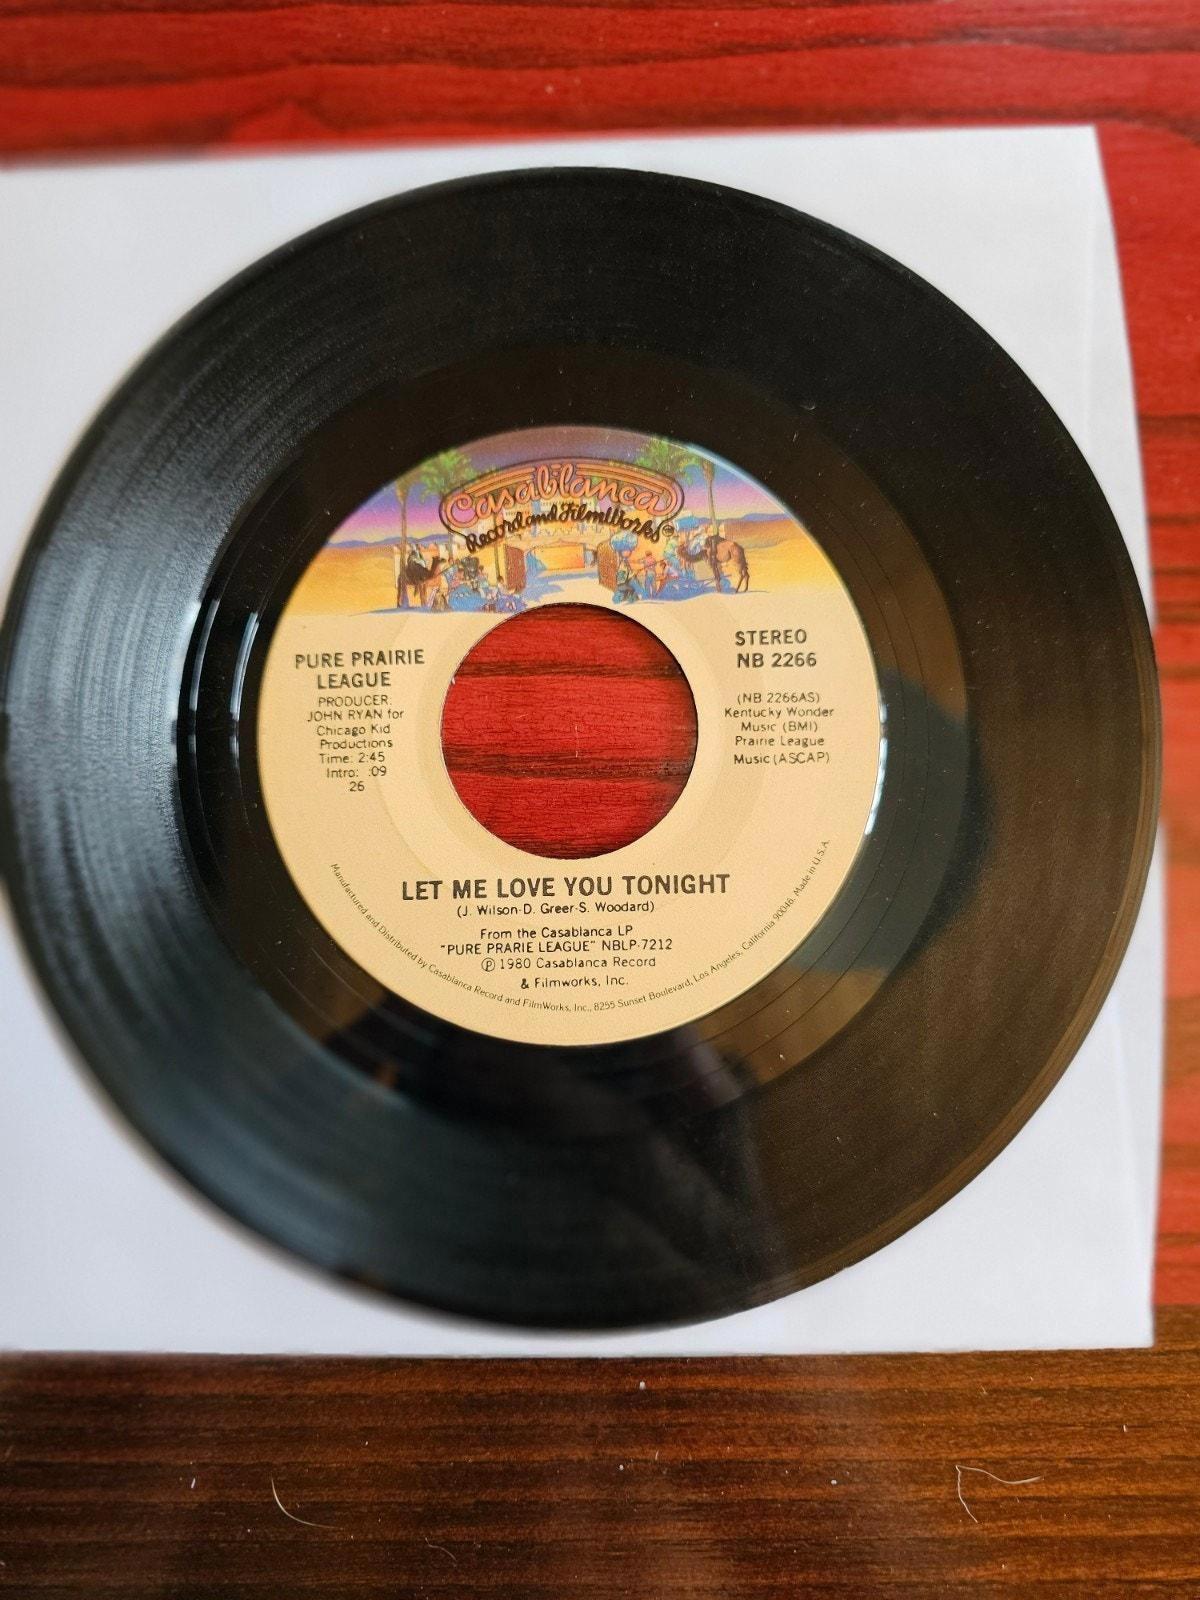 Casablanca
Record and FilmWorks
PURE PRAIRIE
LEAGUE
PRODUCER:
JOHN RYAN for
Chicago Kid
Productions
Time: 2:45
Intro: :09
26
STEREO
NB 2266
(NB 2266AS)
Kentucky Wonder
Music (BMI)
Prairie League
Music (ASCAP)
LET ME LOVE YOU TONIGHT
(J. Wilson-D. Greer-S. Woodard)
From the Casablanca LP
"PURE PRARIE LEAGUE" NBLP-7212
Ⓟ 1980 Casablanca Record
& Filmworks, Inc.
Manufactured and Distributed by Casablanca Record and FilmWorks, Inc., 8255 Sunset Boulevard, Los Angeles, California 90046. Made in U.S.A.